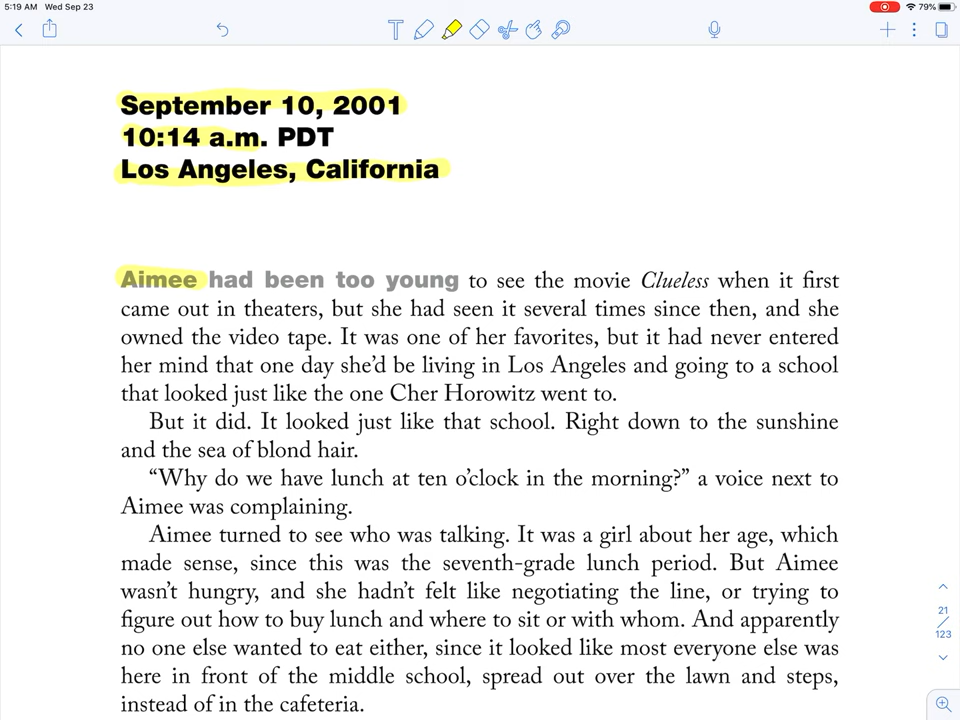 5:19 AM Wed Sep 23
79%
September 10, 2001
10:14 a.m. PDT
Los Angeles, California
Aimee had been too young to see the movie Clueless when it first
came out in theaters, but she had seen it several times since then, and she
owned the video tape. It was one of her favorites, but it had never entered
her mind that one day she’d be living in Los Angeles and going to a school
that looked just like the one Cher Horowitz went to.
But it did. It looked just like that school. Right down to the sunshine
and the sea of blond hair.
“Why do we have lunch at ten o’clock in the morning?” a voice next to
Aimee was complaining.
Aimee turned to see who was talking. It was a girl about her age, which
made sense, since this was the seventh-grade lunch period. But Aimee
wasn’t hungry, and she hadn’t felt like negotiating the line, or trying to
figure out how to buy lunch and where to sit or with whom. And apparently
no one else wanted to eat either, since it looked like most everyone else was
here in front of the middle school, spread out over the lawn and steps,
instead of in the cafeteria.
21
/
123